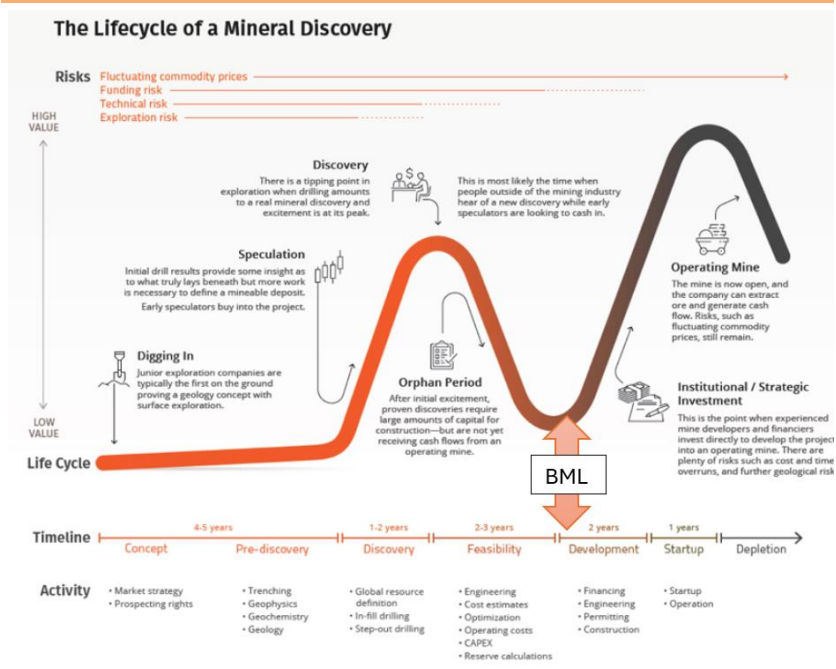 The Lifecycle of a Mineral Discovery
Risks
Fluctuating commodity prices
Funding risk
Technical risk
Exploration risk
HIGH
VALUE
LOW
VALUE
Discovery
There is a tipping point in
exploration when drilling amounts
to a real mineral discovery and
excitement is at its peak.
This is most likely the time when
people outside of the mining industry
hear of a new discovery while early
speculators are looking to cash in.
Speculation
Initial drill results provide some insight as
to what truly lays beneath but more work
is necessary to define a mineable deposit.
Early speculators buy into the project.
Operating Mine
The mine is now open, and
the company can extract
ore and generate cash
flow. Risks, such as
fluctuating commodity
prices, still remain.
Digging In
Junior exploration companies are
typically the first on the ground
proving a geology concept with
surface exploration.
Orphan Period
After initial excitement,
proven discoveries require
large amounts of capital for
construction—but are not yet
receiving cash flows from an
operating mine.
Institutional / Strategic
Investment
This is the point when experienced
mine developers and financiers
invest directly to develop the project
into an operating mine. There are
plenty of risks such as cost and time
overruns, and further geological risk
Life Cycle
BML
Timeline
4-5 years
1-2 years
2-3 years
2 years
1 years
Concept
Pre-discovery
Discovery
Feasibility
Development
Startup
Depletion
Activity
• Market strategy
• Prospecting rights
• Trenching
• Geophysics
• Geochemistry
• Geology
• Global resource
definition
• In-fill drilling
• Step-out drilling
• Engineering
• Cost estimates
• Optimization
• Operating costs
• CAPEX
• Reserve calculations
• Financing
• Engineering
• Permitting
• Construction
• Startup
• Operation